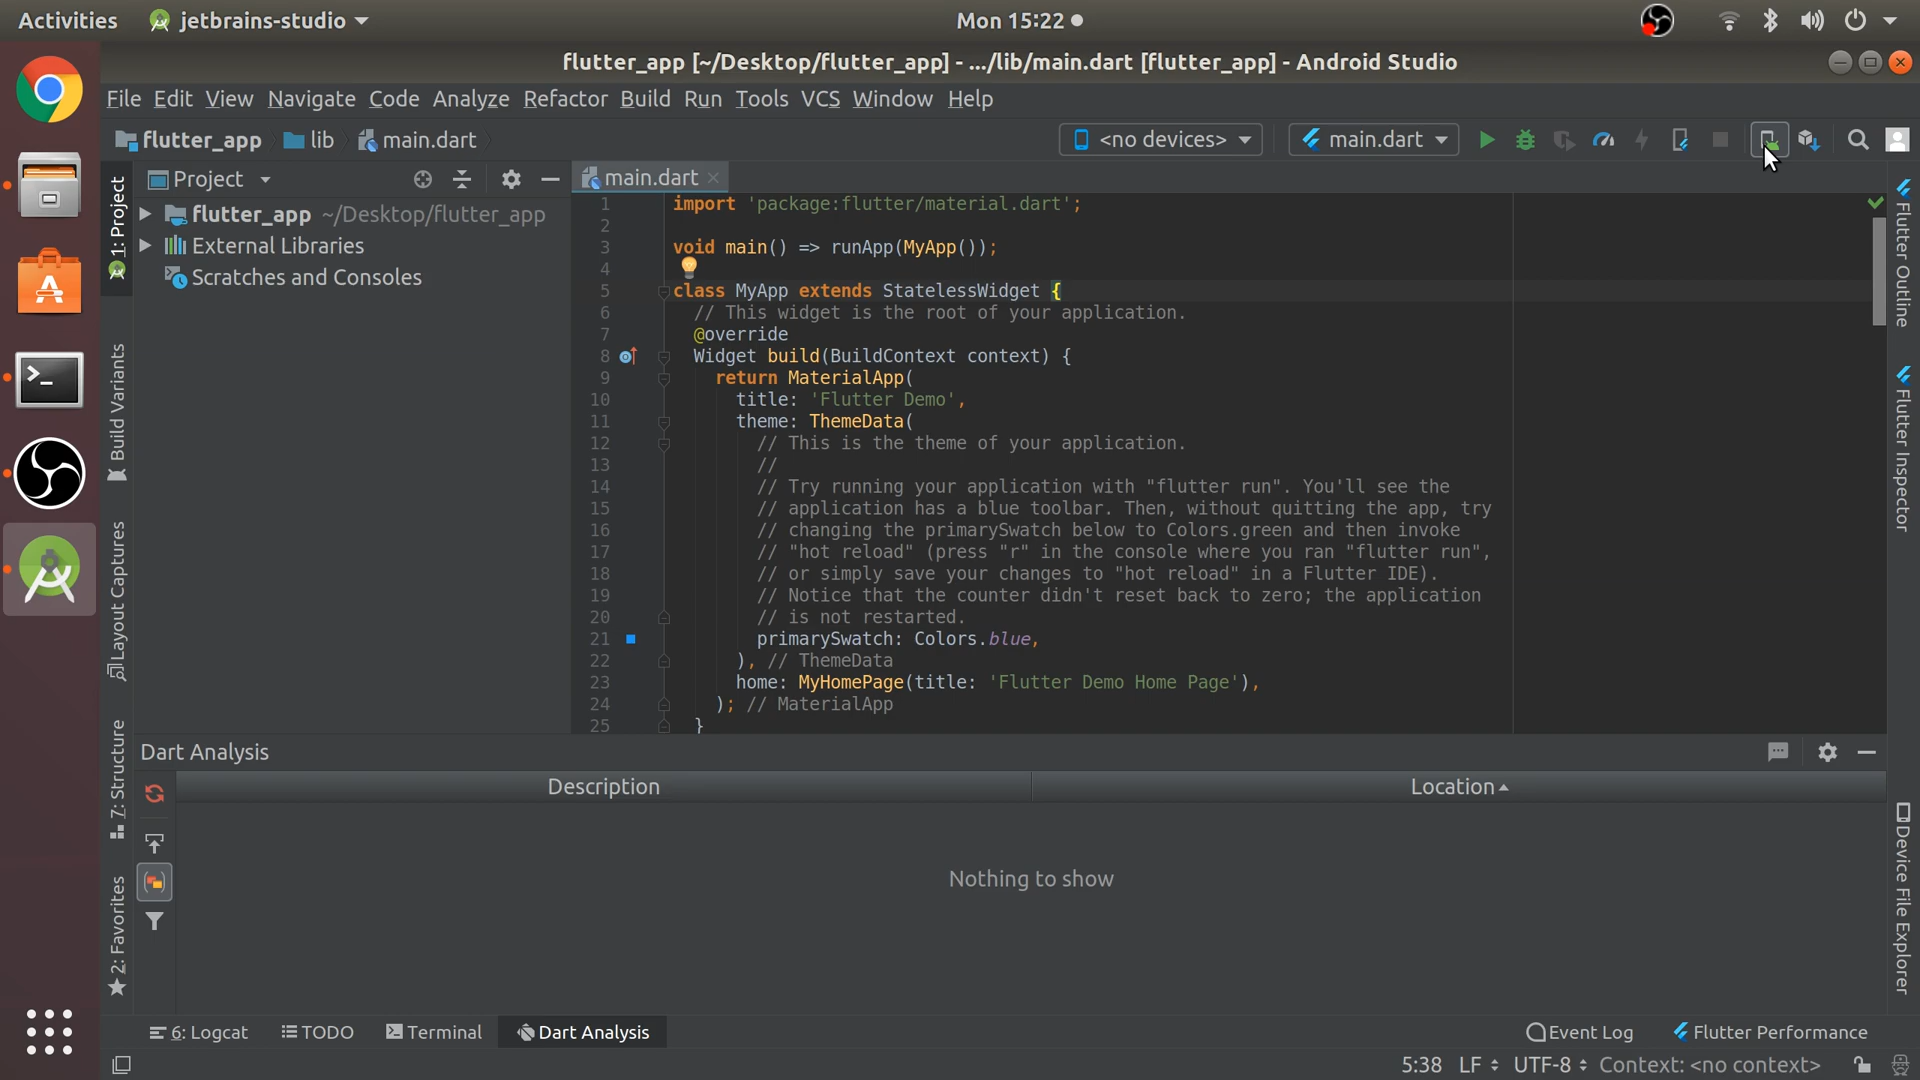 Activities jetbrains-studio Mon 15:22
flutter_app [~/Desktop/flutter_app] - .../lib/main.dart [flutter_app] - Android Studio
File Edit View Navigate Code Analyze Refactor Build Run Tools VCS Window Help
flutter_app lib main.dart <no devices> main.dart
Project
main.dart
flutter_app ~/Desktop/flutter_app
External Libraries
Scratches and Consoles
1: Project
Build Variants
Layout Captures
7: Structure
2: Favorites
1 import 'package:flutter/material.dart';
2
3 void main() => runApp(MyApp());
4
5 class MyApp extends StatelessWidget {
6 // This widget is the root of your application.
7 @override
8 Widget build(BuildContext context) {
9 return MaterialApp(
10 title: 'Flutter Demo',
11 theme: ThemeData(
12 // This is the theme of your application.
13 //
14 // Try running your application with "flutter run". You'll see the
15 // application has a blue toolbar. Then, without quitting the app, try
16 // changing the primarySwatch below to Colors.green and then invoke
17 // "hot reload" (press "r" in the console where you ran "flutter run",
18 // or simply save your changes to "hot reload" in a Flutter IDE).
19 // Notice that the counter didn't reset back to zero; the application
20 // is not restarted.
21 primarySwatch: Colors.blue,
22 ), // ThemeData
23 home: MyHomePage(title: 'Flutter Demo Home Page'),
24 ); // MaterialApp
25 }
Flutter Outline
Flutter Inspector
Device File Explorer
Dart Analysis
Description Location
Nothing to show
6: Logcat TODO Terminal Dart Analysis Event Log Flutter Performance
5:38 LF UTF-8 Context: <no context>